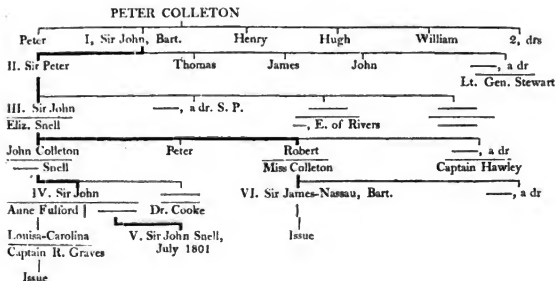 PETER COLLETON
Peter I, Sir John, Bart. Henry Hugh William 2, drs
II. Sir Peter Thomas James John ——, a dr
Lt. Gen. Stewart
III. Sir John ——, a dr. S. P. —— ——
Eliz. Snell —, E. of Rivers ——
John Colleton Peter Robert ——, a dr
—— Snell Miss Colleton Captain Hawley
IV. Sir John —— VI. Sir James-Nassau, Bart. ——, a dr
Anne Fulford —— Dr. Cooke
Louisa-Carolina V. Sir John Snell, Issue
Captain R. Graves July 1801
Issue